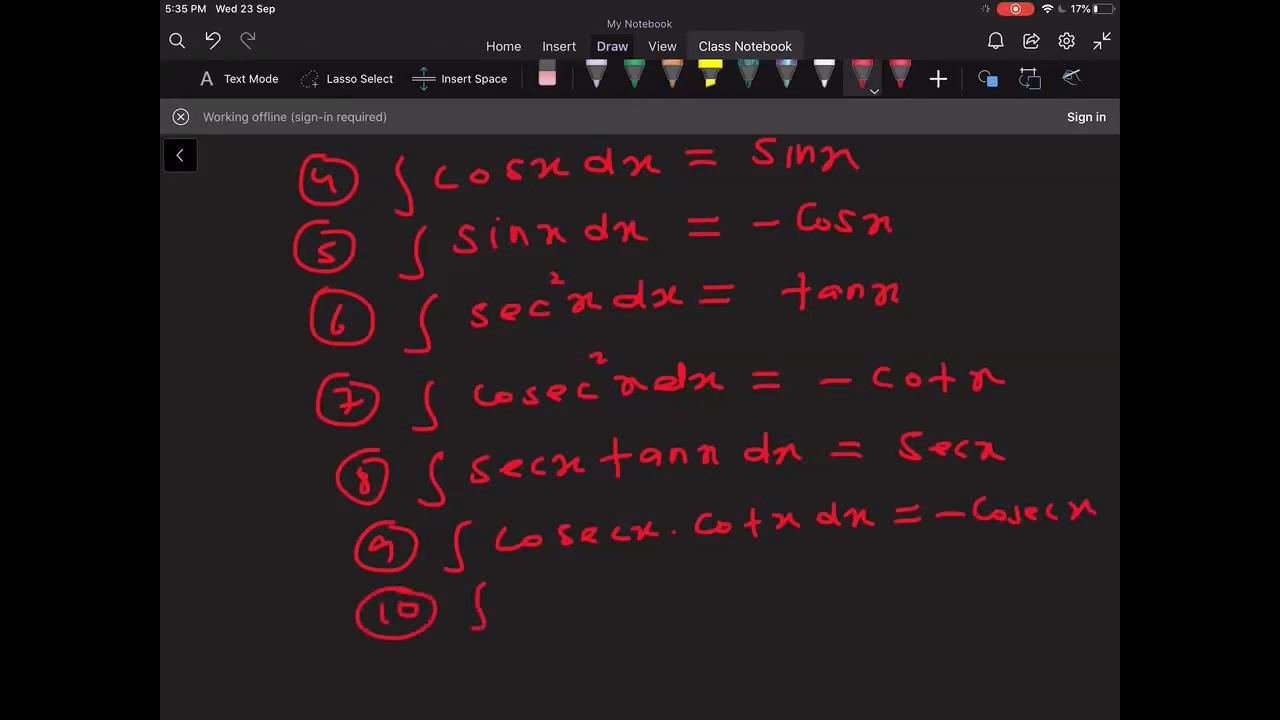 5:35 PM Wed 23 Sep
17%
My Notebook
Home Insert Draw View Class Notebook
A Text Mode Lasso Select Insert Space
Working offline (sign-in required) Sign in
4 ∫ cosx dx = sinx
5 ∫ sinx dx = - cosx
6 ∫ sec²x dx = tanx
7 ∫ cosec²x dx = - cotx
8 ∫ secx tanx dx = secx
9 ∫ cosecx . cotx dx = - cosecx
10 ∫